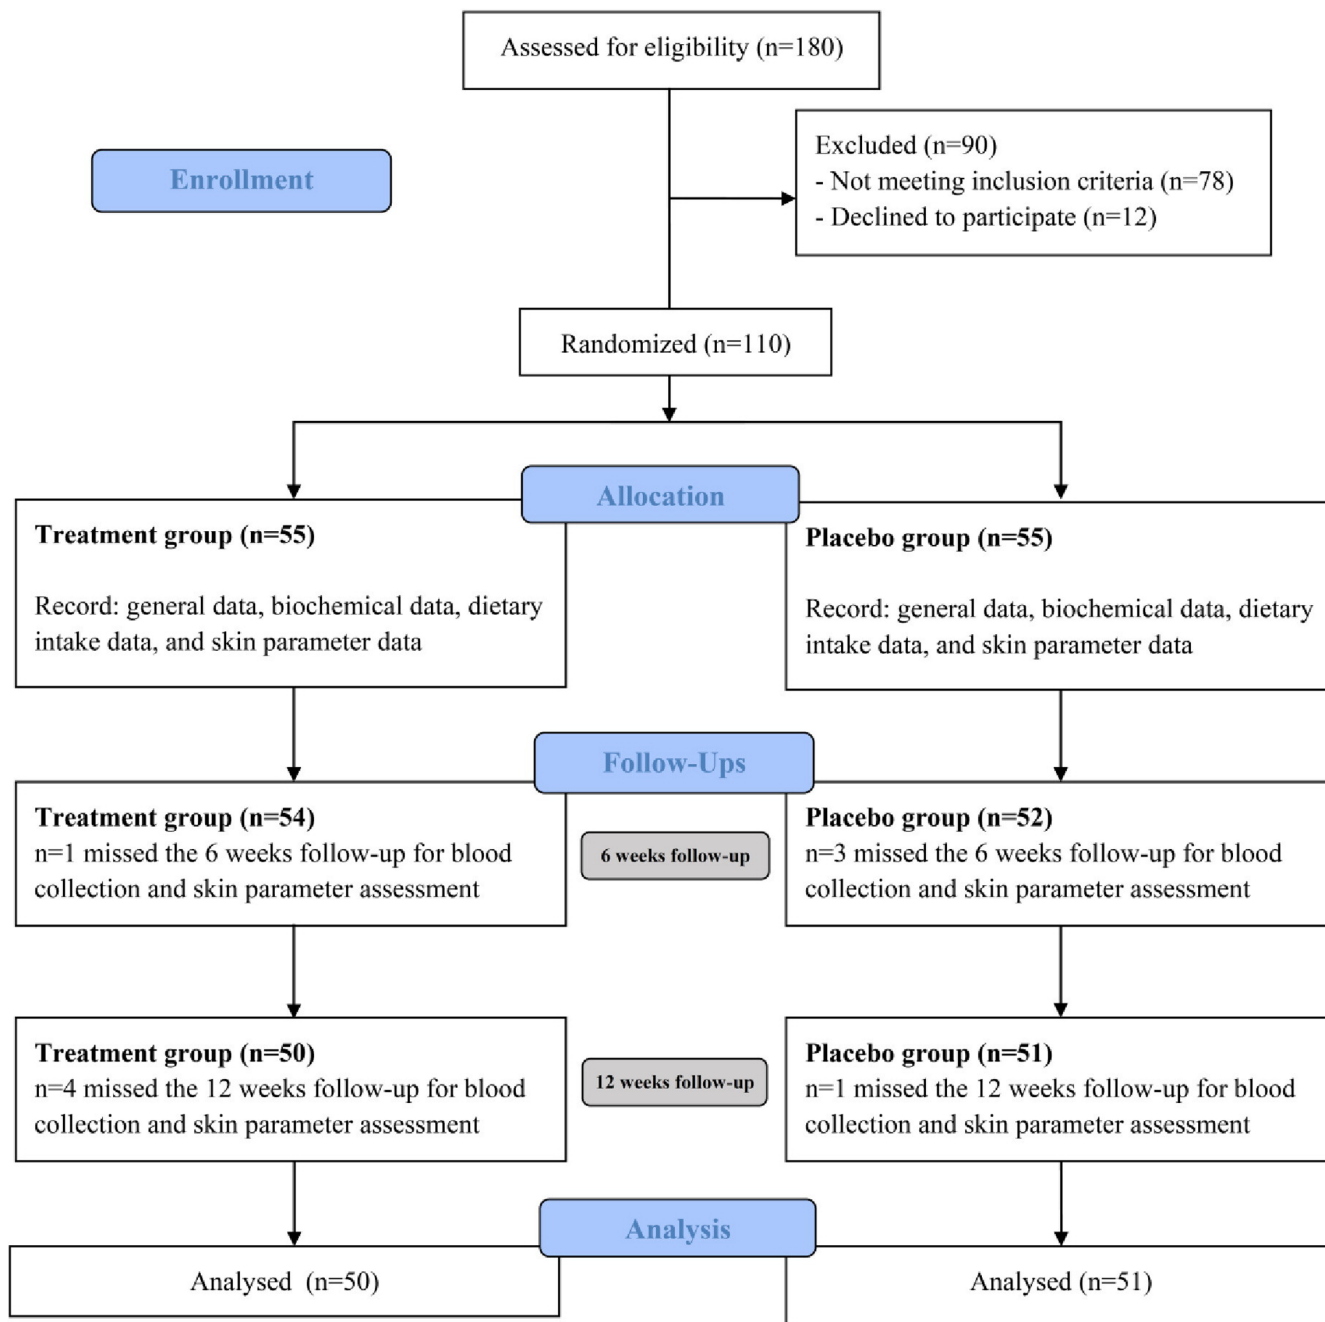 Assessed for eligibility (n=180)
Enrollment
Excluded (n=90)
- Not meeting inclusion criteria (n=78)
- Declined to participate (n=12)
Randomized (n=110)
Allocation
Treatment group (n=55)
Record: general data, biochemical data, dietary
intake data, and skin parameter data
Placebo group (n=55)
Record: general data, biochemical data, dietary
intake data, and skin parameter data
Follow-Ups
Treatment group (n=54)
n=1 missed the 6 weeks follow-up for blood
collection and skin parameter assessment
6 weeks follow-up
Placebo group (n=52)
n=3 missed the 6 weeks follow-up for blood
collection and skin parameter assessment
Treatment group (n=50)
n=4 missed the 12 weeks follow-up for blood
collection and skin parameter assessment
12 weeks follow-up
Placebo group (n=51)
n=1 missed the 12 weeks follow-up for blood
collection and skin parameter assessment
Analysis
Analysed (n=50)
Analysed (n=51)